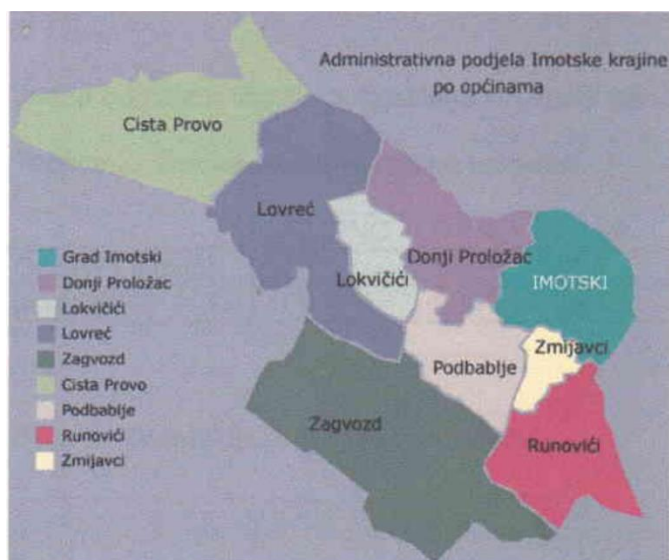 Administrativna podjela Imotske krajine
po općinama
Cista Provo
Lovreć
Donji Proložac
Lokvičići
IMOTSKI
Zmijavci
Podbablje
Zagvozd
Runovići
Grad Imotski
Donji Proložac
Lokvičići
Lovreć
Zagvozd
Cista Provo
Podbablje
Runovići
Zmijavci